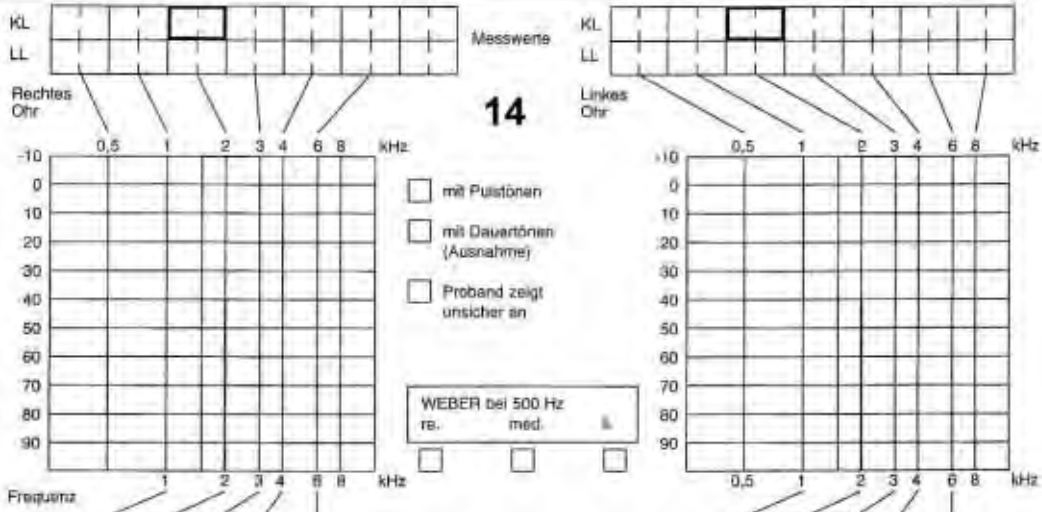 KL
LL
Messwerte
KL
LL
Rechtes
Ohr
14
Linkes
Ohr
0,5 1 2 3 4 6 8 kHz
0,5 1 2 3 4 6 8 kHz
-10
0
10
20
30
40
50
60
70
80
90
mit Pulstönen
mit Dauertönen
(Ausnahme)
Proband zeigt
unsicher an
WEBER bei 500 Hz
re. med. li.
10
0
10
20
30
40
50
60
70
80
90
1 2 3 4 6 8 kHz
0,5 1 2 3 4 6 8 kHz
Frequenz